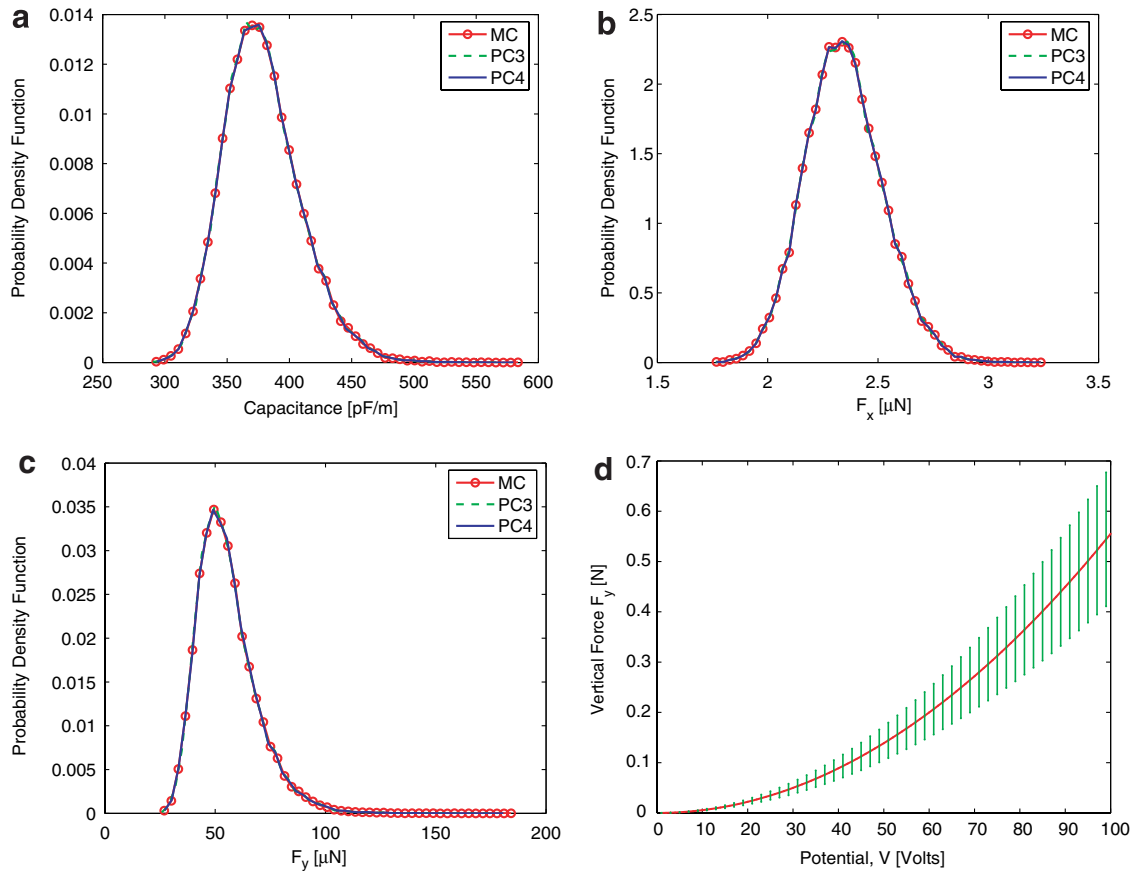 a
0.014
0.012
0.01
0.008
0.006
0.004
0.002
0
Probability Density Function
250 300 350 400 450 500 550 600
Capacitance [pF/m]
MC
PC3
PC4
b
2.5
2
1.5
1
0.5
0
Probability Density Function
1.5 2 2.5 3 3.5
F_x [μN]
MC
PC3
PC4
c
0.04
0.035
0.03
0.025
0.02
0.015
0.01
0.005
0
Probability Density Function
0 50 100 150 200
F_y [μN]
MC
PC3
PC4
d
0.7
0.6
0.5
0.4
0.3
0.2
0.1
0
Vertical Force F_y [N]
0 10 20 30 40 50 60 70 80 90 100
Potential, V [Volts]